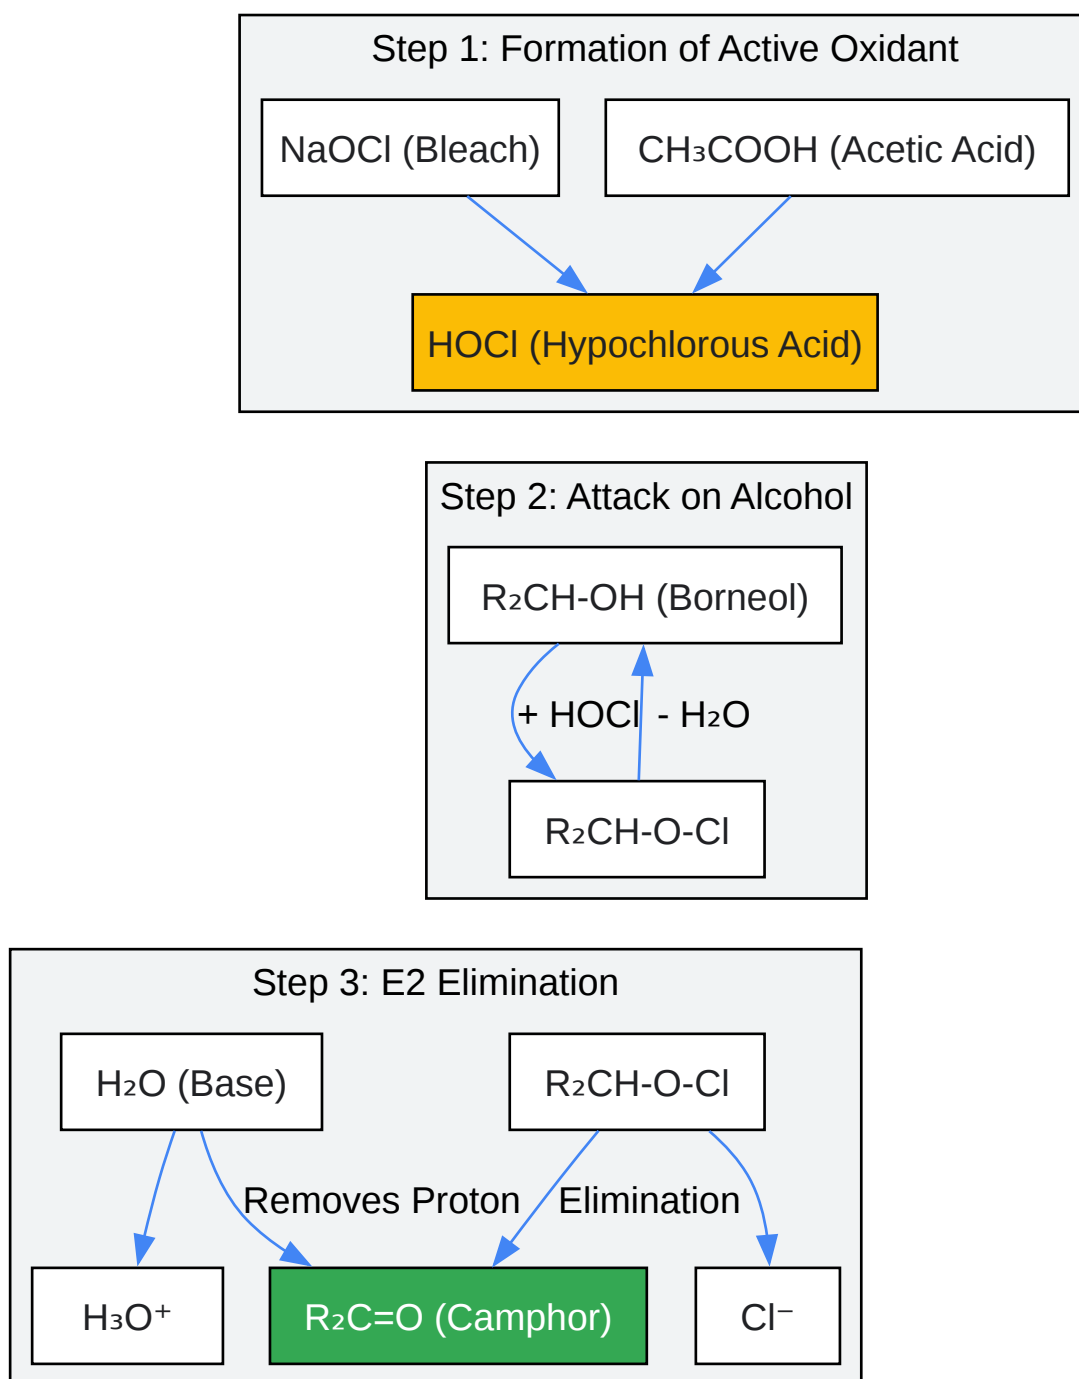 Step 1: Formation of Active Oxidant
NaOCl (Bleach)
CH₃COOH (Acetic Acid)
HOCl (Hypochlorous Acid)
Step 2: Attack on Alcohol
R₂CH-OH (Borneol)
+ HOCl
- H₂O
R₂CH-O-Cl
Step 3: E2 Elimination
H₂O (Base)
R₂CH-O-Cl
Removes Proton
Elimination
H₃O⁺
R₂C=O (Camphor)
Cl⁻